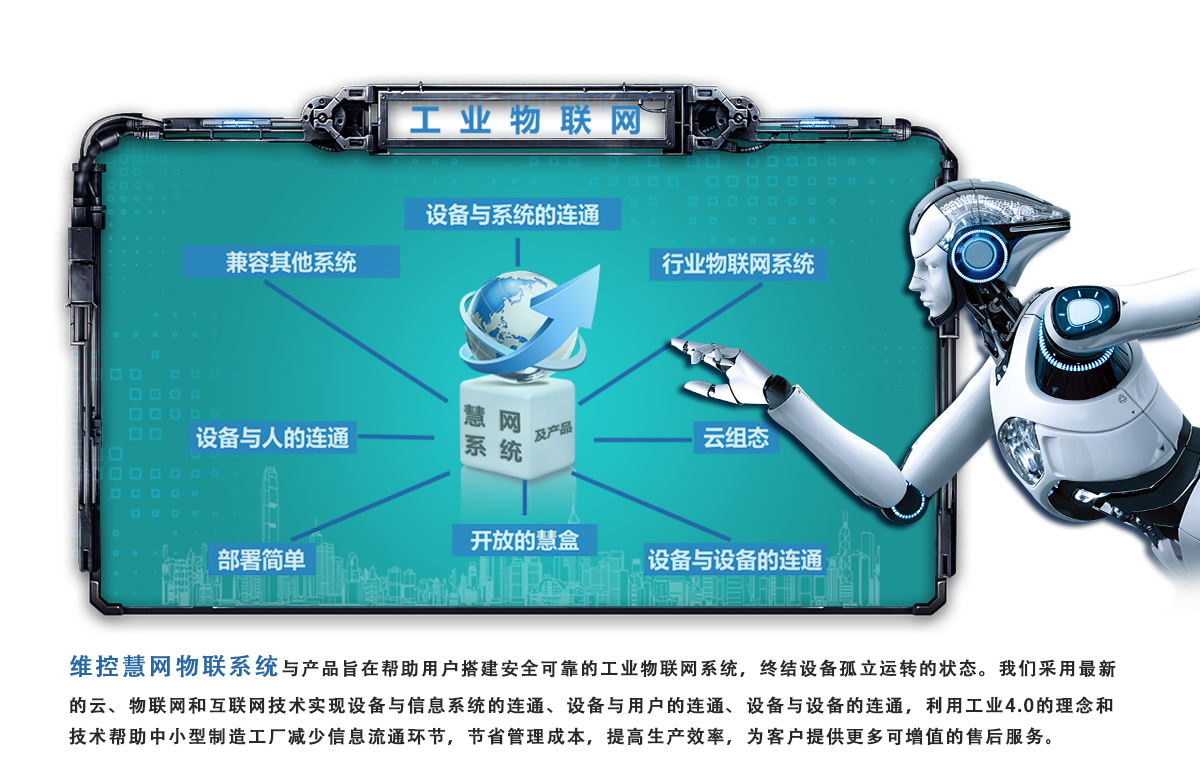 工业物联网
设备与系统的连通
兼容其他系统
行业物联网系统
慧网
系统
及产品
设备与人的连通
云组态
开放的慧盒
部署简单
设备与设备的连通
维控慧网物联系统与产品旨在帮助用户搭建安全可靠的工业物联网系统，终结设备孤立运转的状态。我们采用最新
的云、物联网和互联网技术实现设备与信息系统的连通、设备与用户的连通、设备与设备的连通，利用工业4.0的理念和
技术帮助中小型制造工厂减少信息流通环节，节省管理成本，提高生产效率，为客户提供更多可增值的售后服务。